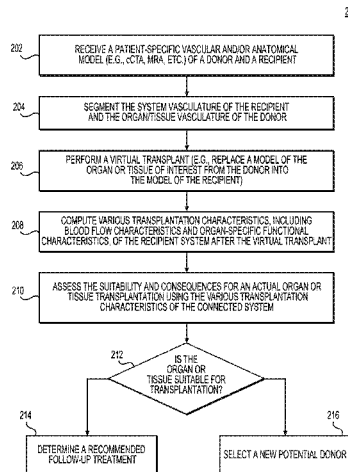 2
202
RECEIVE A PATIENT-SPECIFIC VASCULAR AND/OR ANATOMICAL
MODEL (E.G., cCTA, MRA, ETC.) OF A DONOR AND A RECIPIENT
204
SEGMENT THE SYSTEM VASCULATURE OF THE RECIPIENT
AND THE ORGAN/TISSUE VASCULATURE OF THE DONOR
206
PERFORM A VIRTUAL TRANSPLANT (E.G., REPLACE A MODEL OF THE
ORGAN OR TISSUE OF INTEREST FROM THE DONOR INTO
THE MODEL OF THE RECIPIENT)
208
COMPUTE VARIOUS TRANSPLANTATION CHARACTERISTICS, INCLUDING
BLOOD FLOW CHARACTERISTICS AND ORGAN-SPECIFIC FUNCTIONAL
CHARACTERISTICS, OF THE RECIPIENT SYSTEM AFTER THE VIRTUAL TRANSPLANT
210
ASSESS THE SUITABILITY AND CONSEQUENCES FOR AN ACTUAL ORGAN OR
TISSUE TRANSPLANTATION USING THE VARIOUS TRANSPLANTATION
CHARACTERISTICS OF THE CONNECTED SYSTEM
212
IS THE
ORGAN OR
TISSUE SUITABLE FOR
TRANSPLANTATION?
214
DETERMINE A RECOMMENDED
FOLLOW-UP TREATMENT
216
SELECT A NEW POTENTIAL DONOR